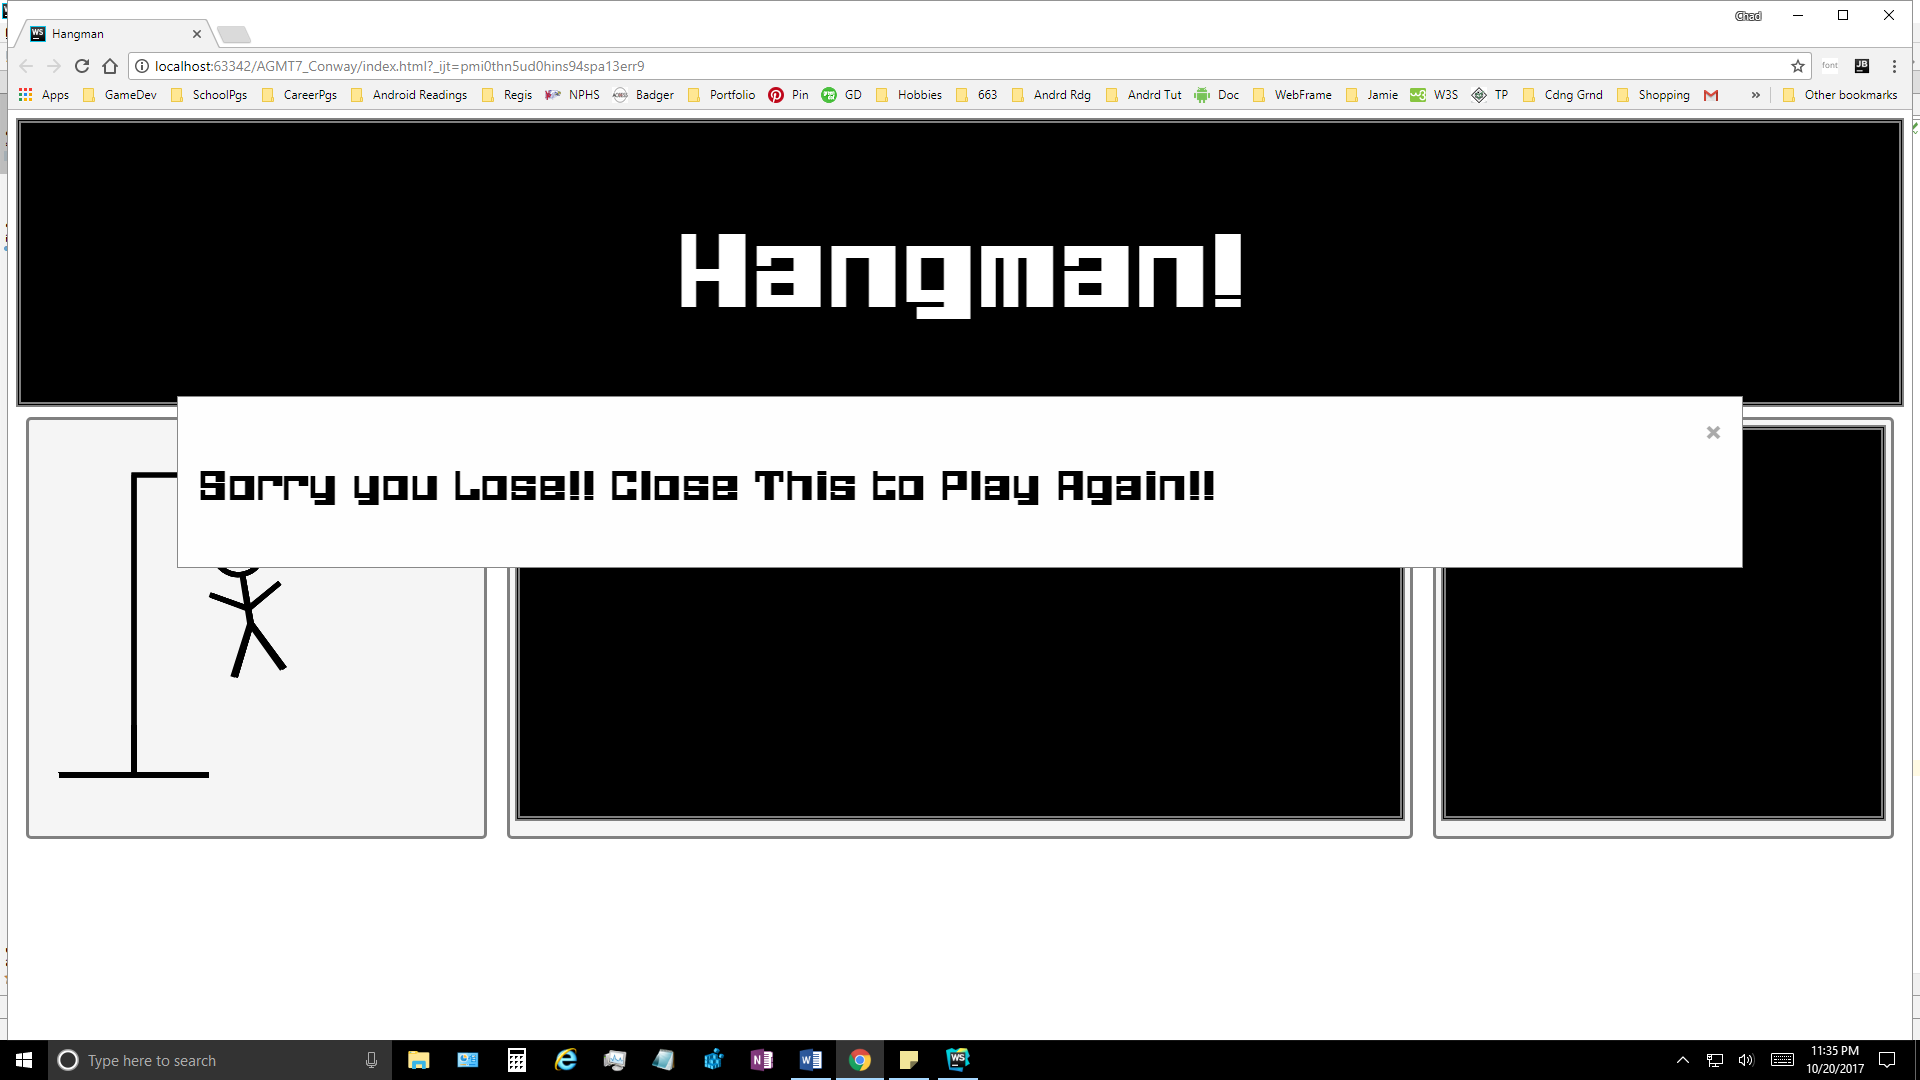 Chad
WS Hangman
localhost:63342/AGMT7_Conway/index.html?_ijt=pmi0thn5ud0hins94spa13err9
font
JB
Apps GameDev SchoolPgs CareerPgs Android Readings Regis NPHS Badger Portfolio Pin GD Hobbies 663 Andrd Rdg Andrd Tut Doc WebFrame Jamie W3S TP Cdng Grnd Shopping » Other bookmarks
Hangman!
Sorry you Lose!! Close This to Play Again!!
Type here to search
11:35 PM
10/20/2017